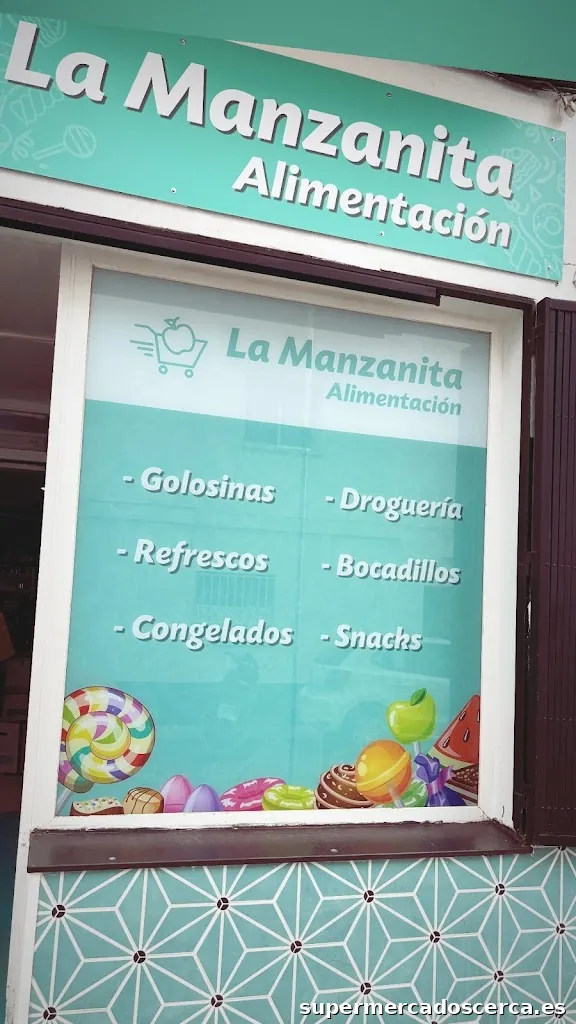 La Manzanita
Alimentación
La Manzanita
Alimentación
- Golosinas
- Droguería
- Refrescos
- Bocadillos
- Congelados
- Snacks
supermercadoscerca.es